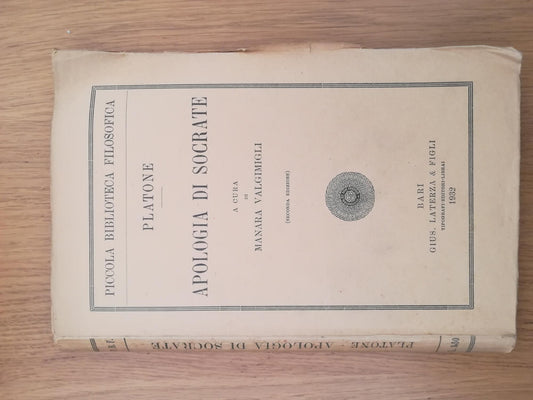 PICCOLA BIBLIOTECA FILOSOFICA
PLATONE
APOLOGIA DI SOCRATE
A CURA
DI
MANARA VALGIMIGLI
(SECONDA EDIZIONE)
BARI
GIUS. LATERZA & FIGLI
TIPOGRAFI-EDITORI-LIBRAI
1932
PLATONE - APOLOGIA DI SOCRATE